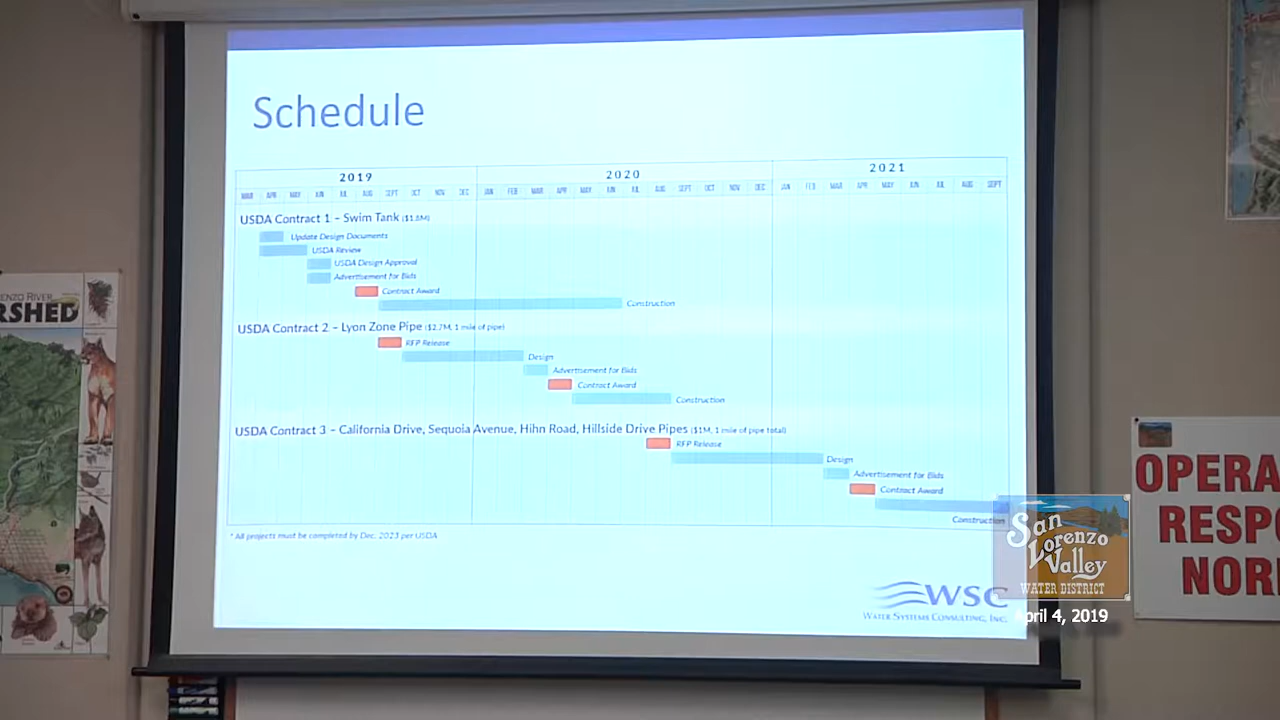 Schedule
2019 2020 2021
MAR APR MAY JUN JUL AUG SEPT OCT NOV DEC JAN FEB MAR APR MAY JUN JUL AUG SEPT OCT NOV DEC JAN FEB MAR APR MAY JUN JUL AUG SEPT
USDA Contract 1 – Swim Tank ($1.8M)
Update Design Documents
USDA Review
USDA Design Approval
Advertisement for Bids
Contract Award
Construction
USDA Contract 2 – Lyon Zone Pipe ($2.7M, 1 mile of pipe)
RFP Release
Design
Advertisement for Bids
Contract Award
Construction
USDA Contract 3 – California Drive, Sequoia Avenue, Hihn Road, Hillside Drive Pipes ($1M, 1 mile of pipe total)
RFP Release
Design
Advertisement for Bids
Contract Award
Construction
* All projects must be completed by Dec. 2023 per USDA
WSC
WATER SYSTEMS CONSULTING, INC.
San
Lorenzo
Valley
WATER DISTRICT
April 4, 2019
ENZO RIVER
RSHED
OPERA
RESPO
NOR